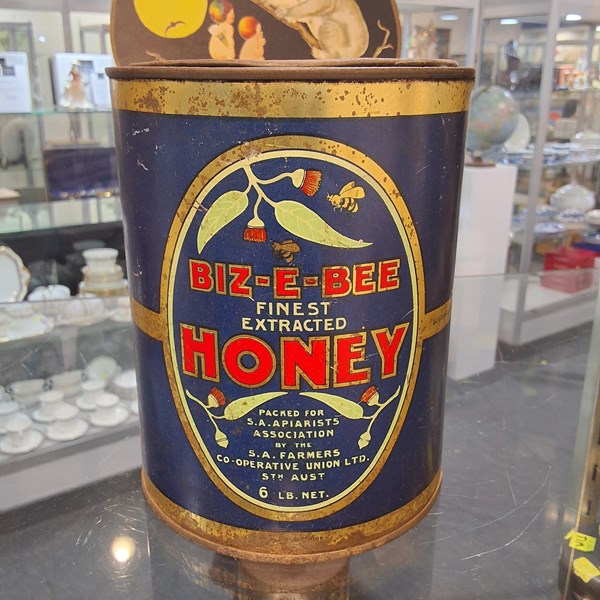 BIZ-E-BEE
FINEST
EXTRACTED
HONEY
PACKED FOR
S.A. APIARISTS
ASSOCIATION
BY THE
S.A. FARMERS
CO-OPERATIVE UNION LTD.
STH AUST
6 LB. NET.